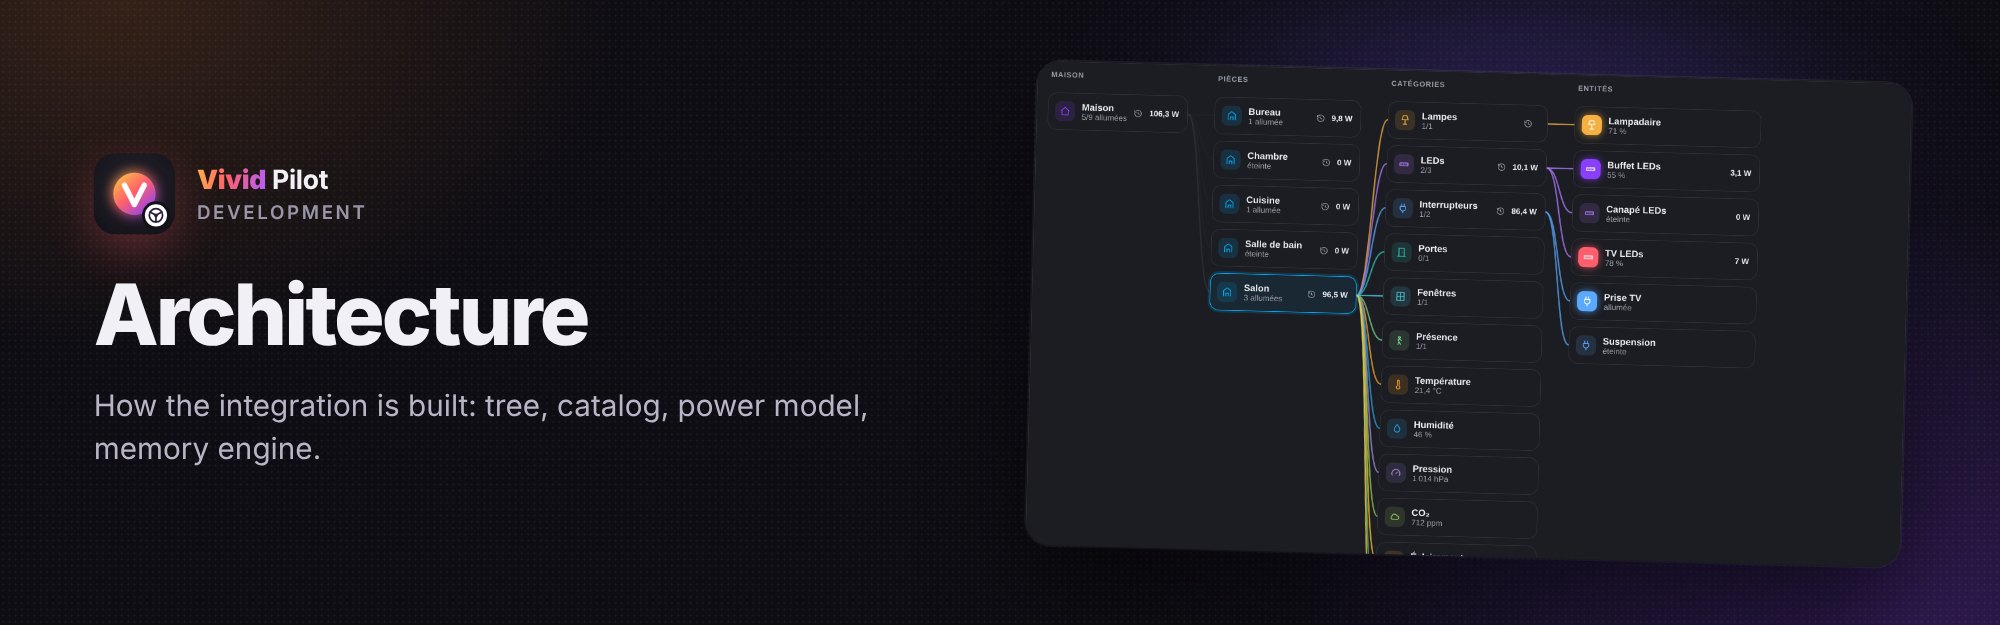 Vivid Pilot
DEVELOPMENT
Architecture
How the integration is built: tree, catalog, power model,
memory engine.
MAISON
Maison
5/9 allumées
106,3 W
PIÈCES
Bureau
1 allumée
9,8 W
Chambre
éteinte
0 W
Cuisine
1 allumée
0 W
Salle de bain
éteinte
0 W
Salon
3 allumées
96,5 W
CATÉGORIES
Lampes
1/1
LEDs
2/3
10,1 W
Interrupteurs
1/2
86,4 W
Portes
0/1
Fenêtres
1/1
Présence
1/1
Température
21,4 °C
Humidité
46 %
Pression
1 014 hPa
CO₂
712 ppm
ENTITÉS
Lampadaire
71 %
Buffet LEDs
55 %
3,1 W
Canapé LEDs
éteinte
0 W
TV LEDs
78 %
7 W
Prise TV
allumée
Suspension
éteinte